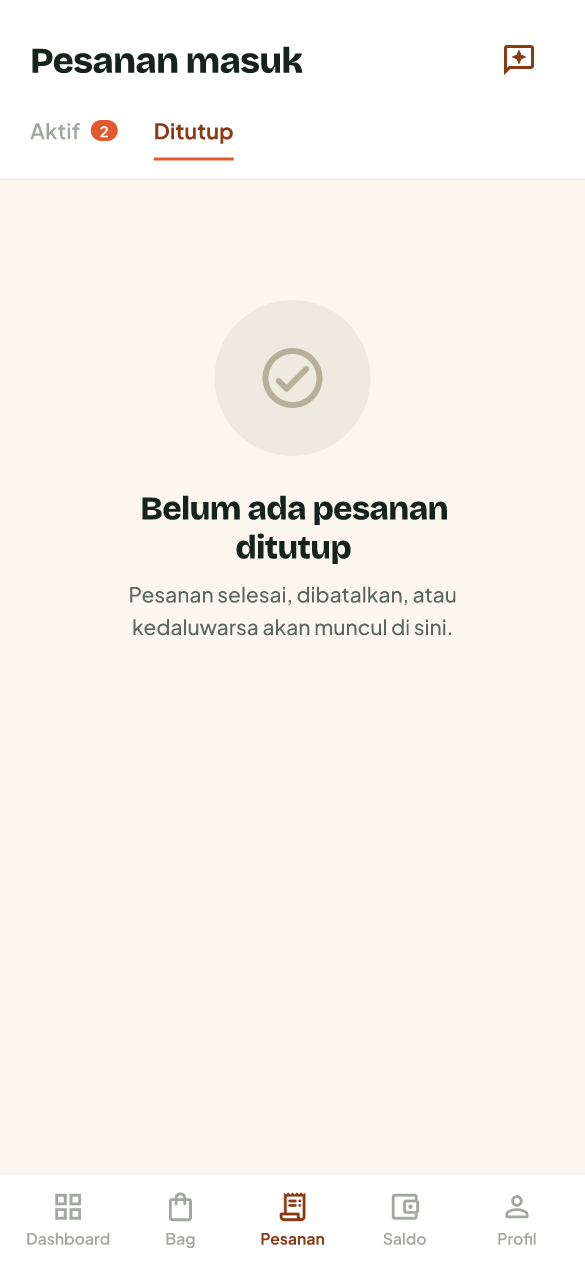 Pesanan masuk
Aktif 2 Ditutup
Belum ada pesanan
ditutup
Pesanan selesai, dibatalkan, atau
kedaluwarsa akan muncul di sini.
Dashboard Bag Pesanan Saldo Profil